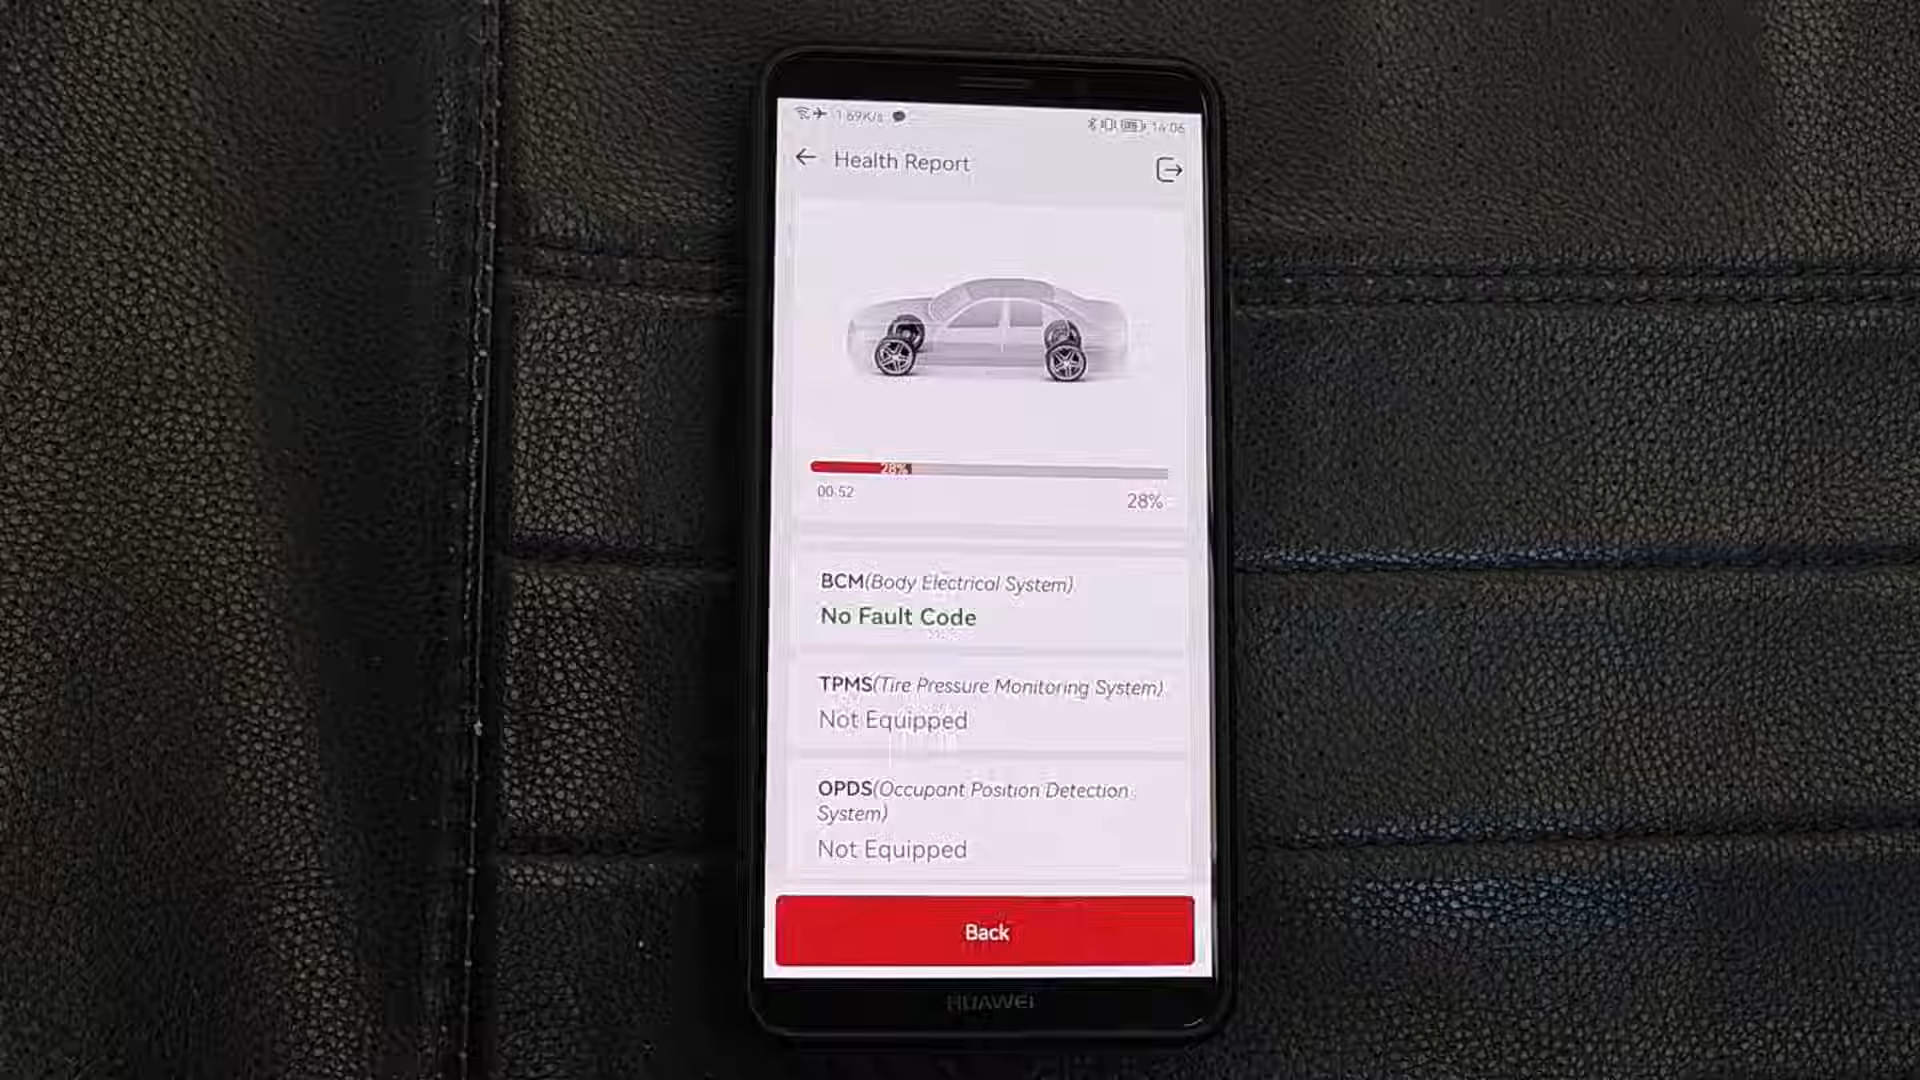 1.69K/s 14:06
Health Report
28%
00:52
28%
BCM(Body Electrical System)
No Fault Code
TPMS(Tire Pressure Monitoring System)
Not Equipped
OPDS(Occupant Position Detection
System)
Not Equipped
Back
HUAWEI